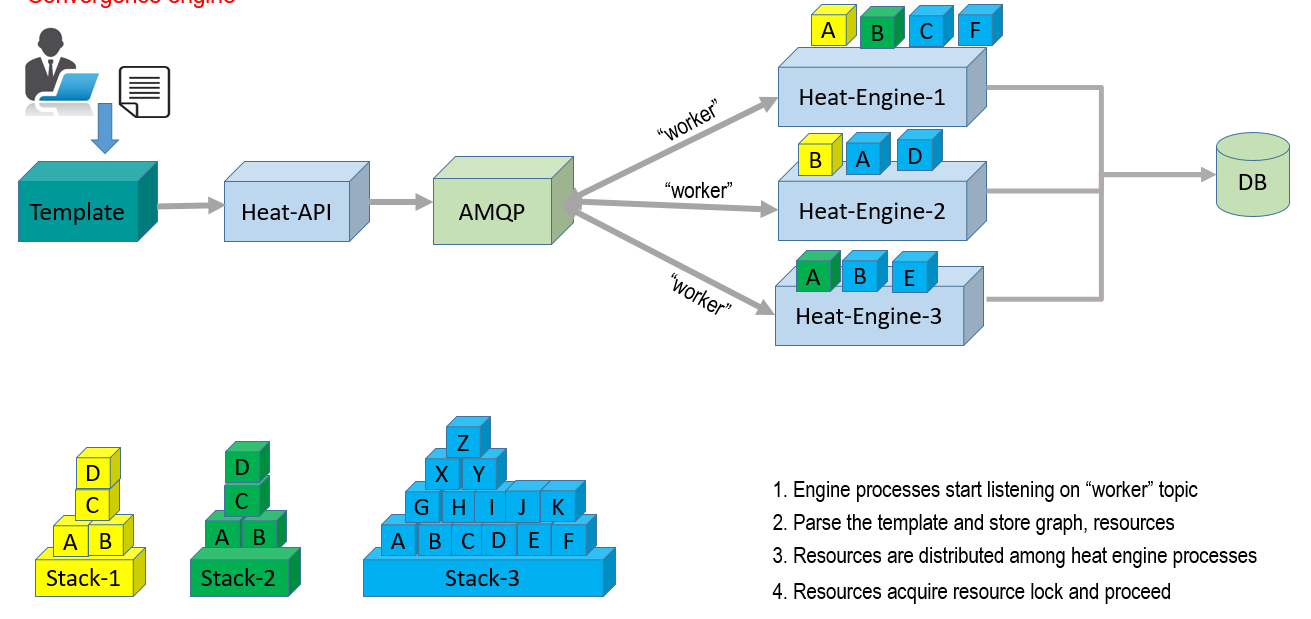 Convergence engine
A B C F
Heat-Engine-1
"worker"
B A D
"worker"
Template
Heat-API
AMQP
Heat-Engine-2
DB
A B E
"worker"
Heat-Engine-3
D
C
A B
Stack-1
D
C
A B
Stack-2
Z
X Y
G H I J K
A B C D E F
Stack-3
1. Engine processes start listening on “worker” topic
2. Parse the template and store graph, resources
3. Resources are distributed among heat engine processes
4. Resources acquire resource lock and proceed